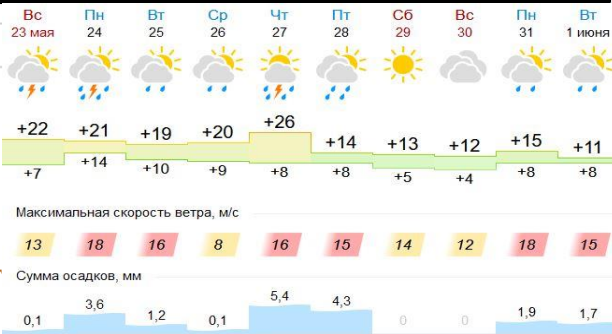 Вс Пн Вт Ср Чт Пт Сб Вс Пн Вт
23 мая 24 25 26 27 28 29 30 31 1 июня
+22 +21 +19 +20 +26 +14 +13 +12 +15 +11
+7 +14 +10 +9 +8 +8 +5 +4 +8 +8
Максимальная скорость ветра, м/с
13 18 16 8 16 15 14 12 18 15
Сумма осадков, мм
0,1 3,6 1,2 0,1 5,4 4,3 0 0 1,9 1,7